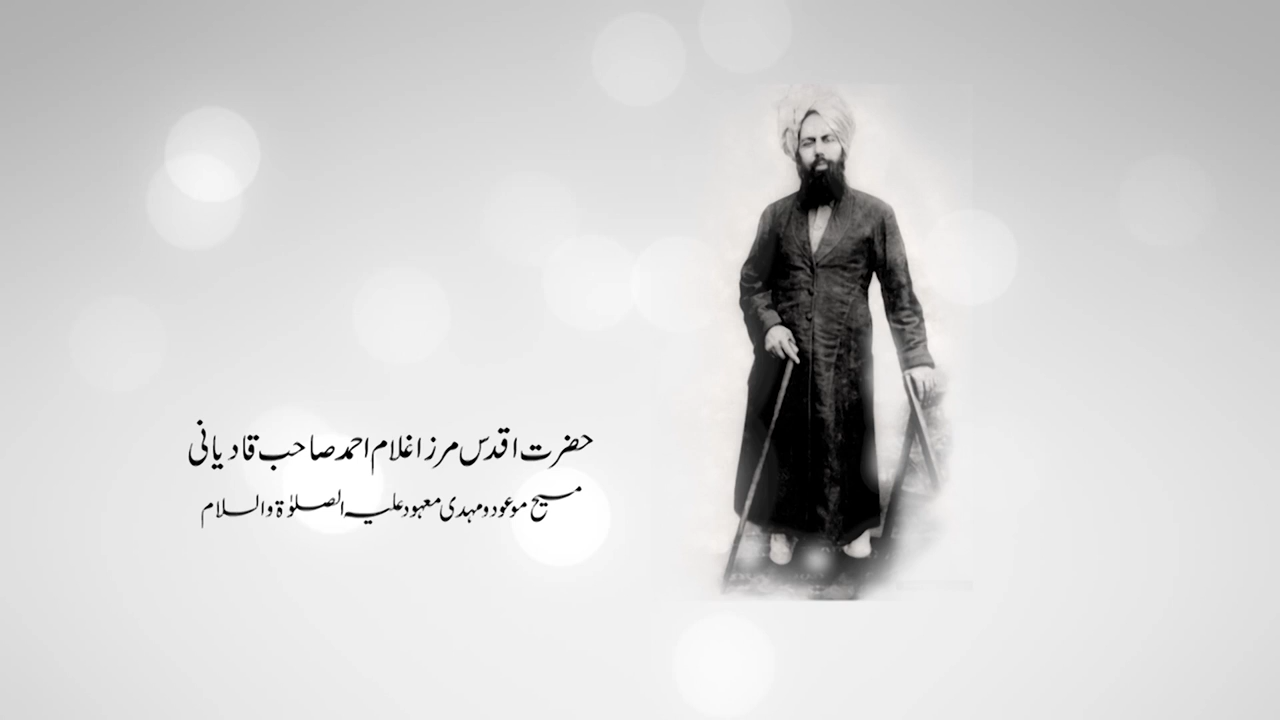 حضرت اقدس مرزا غلام احمد صاحب قادیانی
مسیح موعود و مہدی معہود علیہ الصلوٰۃ والسلام